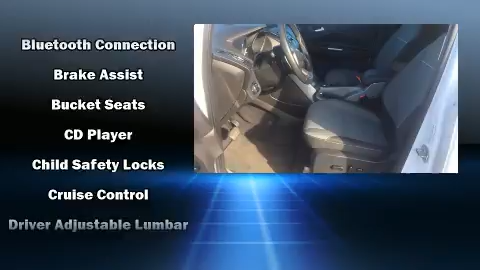 Bluetooth Connection
Brake Assist
Bucket Seats
CD Player
Child Safety Locks
Cruise Control
Driver Adjustable Lumbar